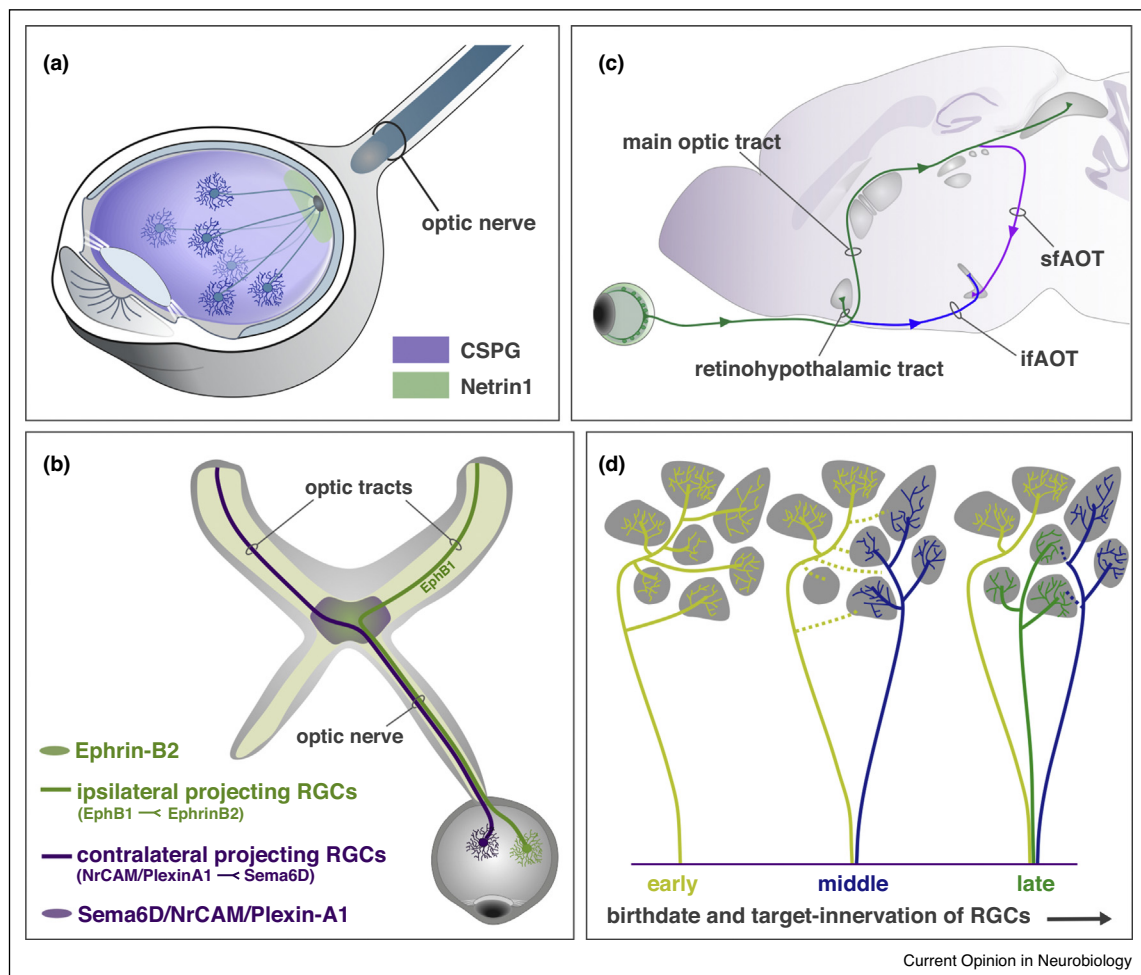 (a)
optic nerve
CSPG
Netrin1
(c)
main optic tract
sfAOT
ifAOT
retinohypothalamic tract
(b)
optic tracts
EphB1
optic nerve
Ephrin-B2
ipsilateral projecting RGCs
(EphB1 —< EphrinB2)
contralateral projecting RGCs
(NrCAM/PlexinA1 —< Sema6D)
Sema6D/NrCAM/Plexin-A1
(d)
early middle late
birthdate and target-innervation of RGCs
Current Opinion in Neurobiology